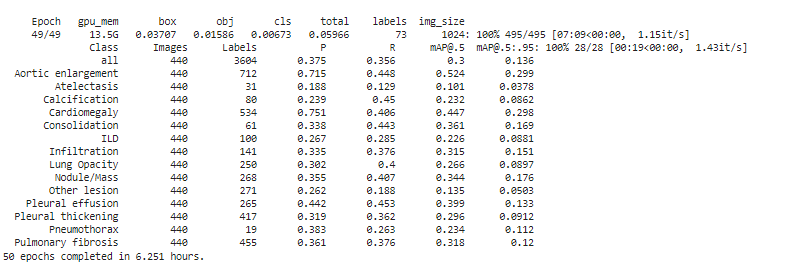 Epoch gpu_mem box obj cls total labels img_size
49/49 13.5G 0.03707 0.01586 0.00673 0.05966 73 1024: 100% 495/495 [07:09<00:00, 1.15it/s]
Class Images Labels P R mAP@.5 mAP@.5:.95: 100% 28/28 [00:19<00:00, 1.43it/s]
all 440 3604 0.375 0.356 0.3 0.136
Aortic enlargement 440 712 0.715 0.448 0.524 0.299
Atelectasis 440 31 0.188 0.129 0.101 0.0378
Calcification 440 80 0.239 0.45 0.232 0.0862
Cardiomegaly 440 534 0.751 0.406 0.447 0.298
Consolidation 440 61 0.338 0.443 0.361 0.169
ILD 440 100 0.267 0.285 0.226 0.0881
Infiltration 440 141 0.335 0.376 0.315 0.151
Lung Opacity 440 250 0.302 0.4 0.266 0.0897
Nodule/Mass 440 268 0.355 0.407 0.344 0.176
Other lesion 440 271 0.262 0.188 0.135 0.0503
Pleural effusion 440 265 0.442 0.453 0.399 0.133
Pleural thickening 440 417 0.319 0.362 0.296 0.0912
Pneumothorax 440 19 0.383 0.263 0.234 0.112
Pulmonary fibrosis 440 455 0.361 0.376 0.318 0.12
50 epochs completed in 6.251 hours.